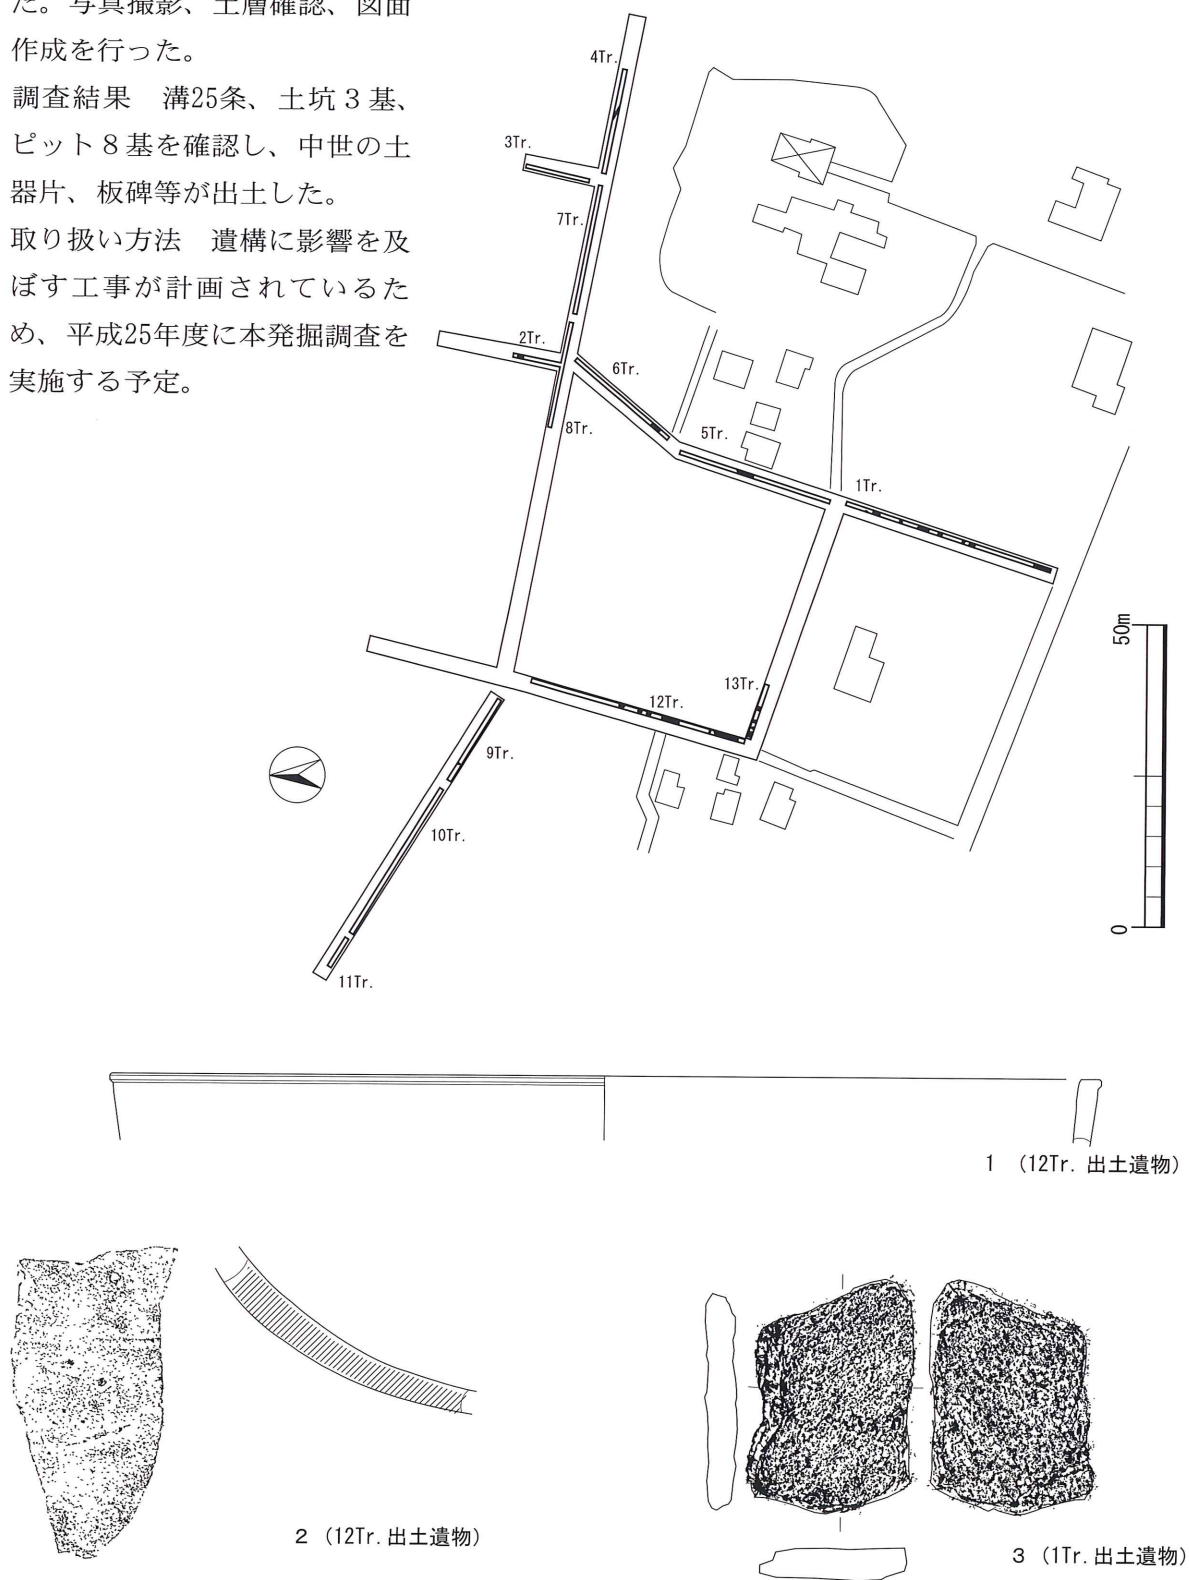 た。写真撮影、土層確認、図面
作成を行った。
調査結果　溝25条、土坑３基、
ピット８基を確認し、中世の土
器片、板碑等が出土した。
取り扱い方法　遺構に影響を及
ぼす工事が計画されているた
め、平成25年度に本発掘調査を
実施する予定。
4Tr.
3Tr.
7Tr.
2Tr.
6Tr.
8Tr.
5Tr.
1Tr.
13Tr.
12Tr.
9Tr.
10Tr.
11Tr.
50m
0
1　（12Tr. 出土遺物）
2　（12Tr. 出土遺物）
3　（1Tr. 出土遺物）